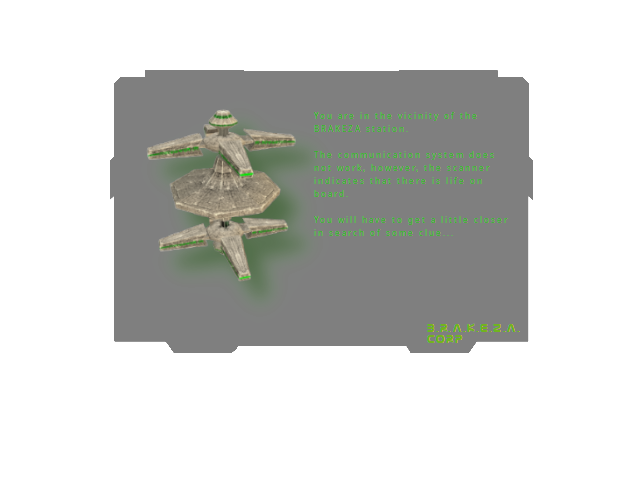 You are in the vicinity of the
BRAKERA station.
The communication system does
not work, however, the scanner
indicates that there is life on
board.
You will have to get a little closer
in search of some clue...
B.R.A.K.E.R.A.
CORP